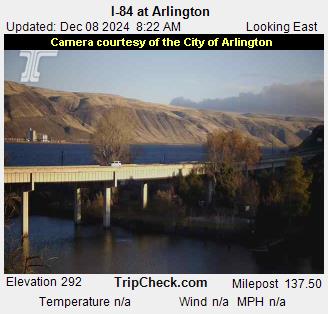 I-84 at Arlington
Updated: Dec 08 2024 8:22 AM Looking East
Camera courtesy of the City of Arlington
Elevation 292 TripCheck.com Milepost 137.50
Temperature n/a Wind n/a MPH n/a